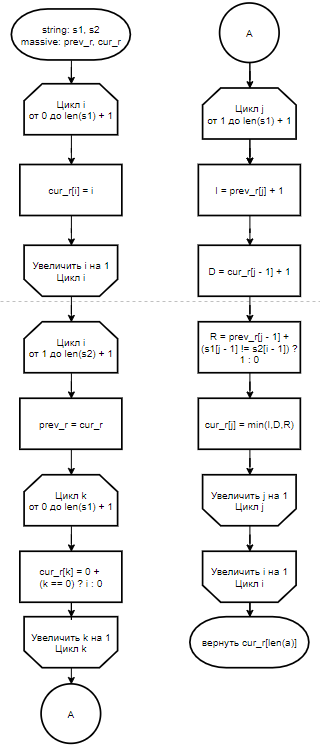 string: s1, s2
massive: prev_r, cur_r
Цикл i
от 0 до len(s1) + 1
cur_r[i] = i
Увеличить i на 1
Цикл i
Цикл i
от 1 до len(s2) + 1
prev_r = cur_r
Цикл k
от 0 до len(s1) + 1
cur_r[k] = 0 +
(k == 0) ? i : 0
Увеличить k на 1
Цикл k
A
A
Цикл j
от 1 до len(s1) + 1
I = prev_r[j] + 1
D = cur_r[j - 1] + 1
R = prev_r[j - 1] +
(s1[j - 1] != s2[i - 1]) ?
1 : 0
cur_r[j] = min(I,D,R)
Увеличить j на 1
Цикл j
Увеличить i на 1
Цикл i
вернуть cur_r[len(a)]